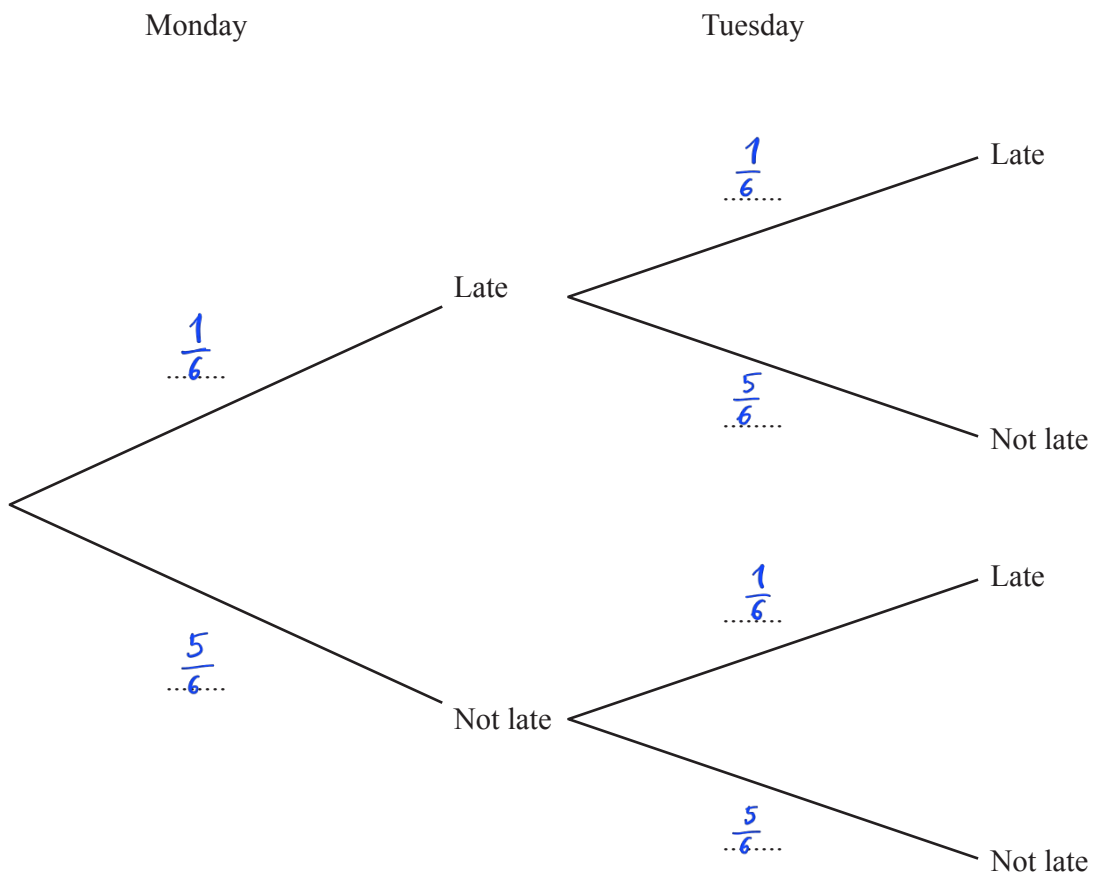 Monday Tuesday
1/6 Late
Late
1/6
5/6 Not late
1/6 Late
5/6
Not late
5/6 Not late